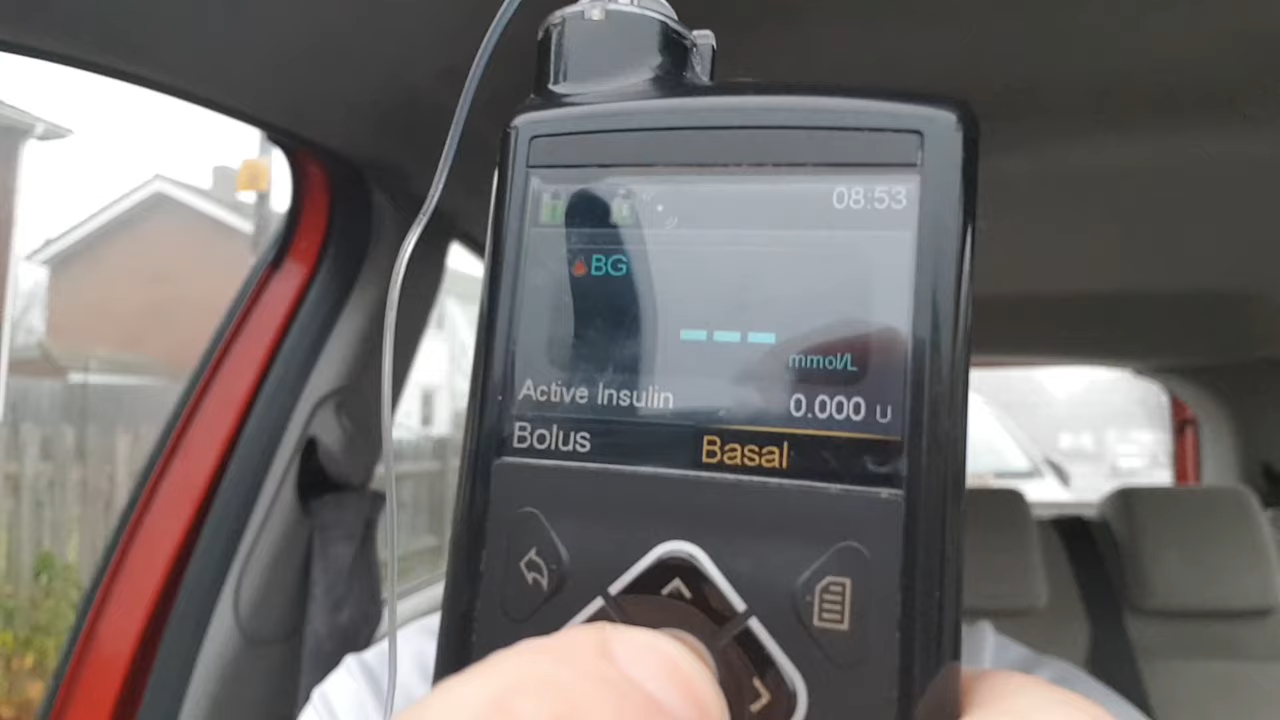 08:53
BG
--- 
mmol/L
Active Insulin 0.000 U
Bolus Basal